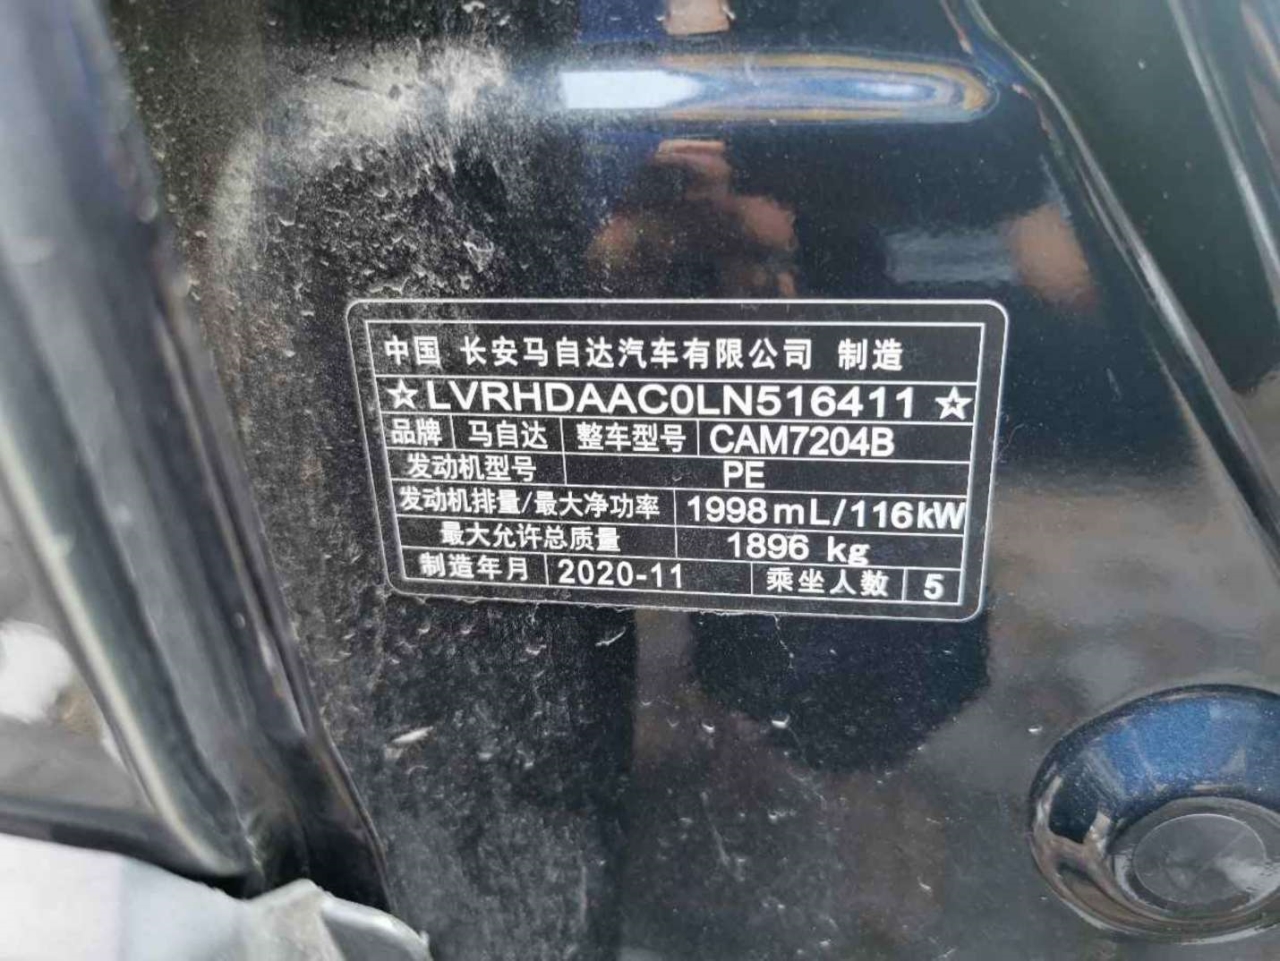 中国 长安马自达汽车有限公司 制造
☆LVRHDAAC0LN516411☆
品牌 马自达 整车型号 CAM7204B
发动机型号 PE
发动机排量/最大净功率 1998mL/116kW
最大允许总质量 1896 kg
制造年月 2020-11 乘坐人数 5